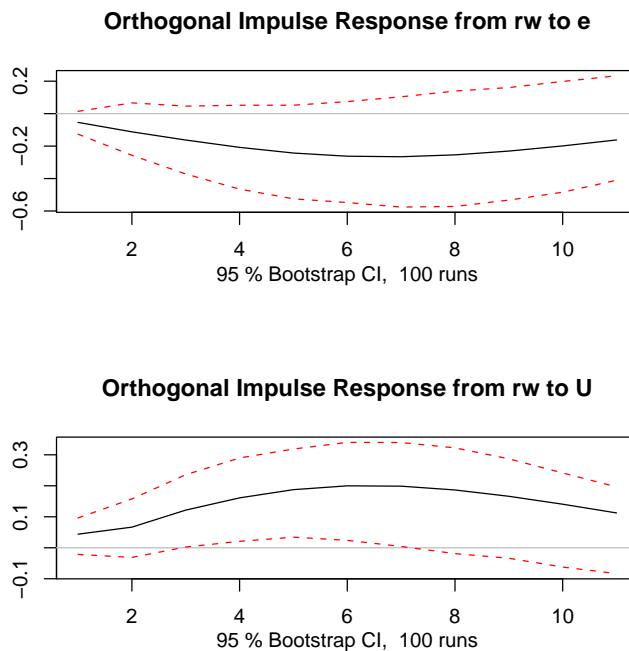 Orthogonal Impulse Response from rw to e
0.2
−0.2
−0.6
2 4 6 8 10
95 % Bootstrap CI,  100 runs
Orthogonal Impulse Response from rw to U
0.3
0.1
−0.1
2 4 6 8 10
95 % Bootstrap CI,  100 runs